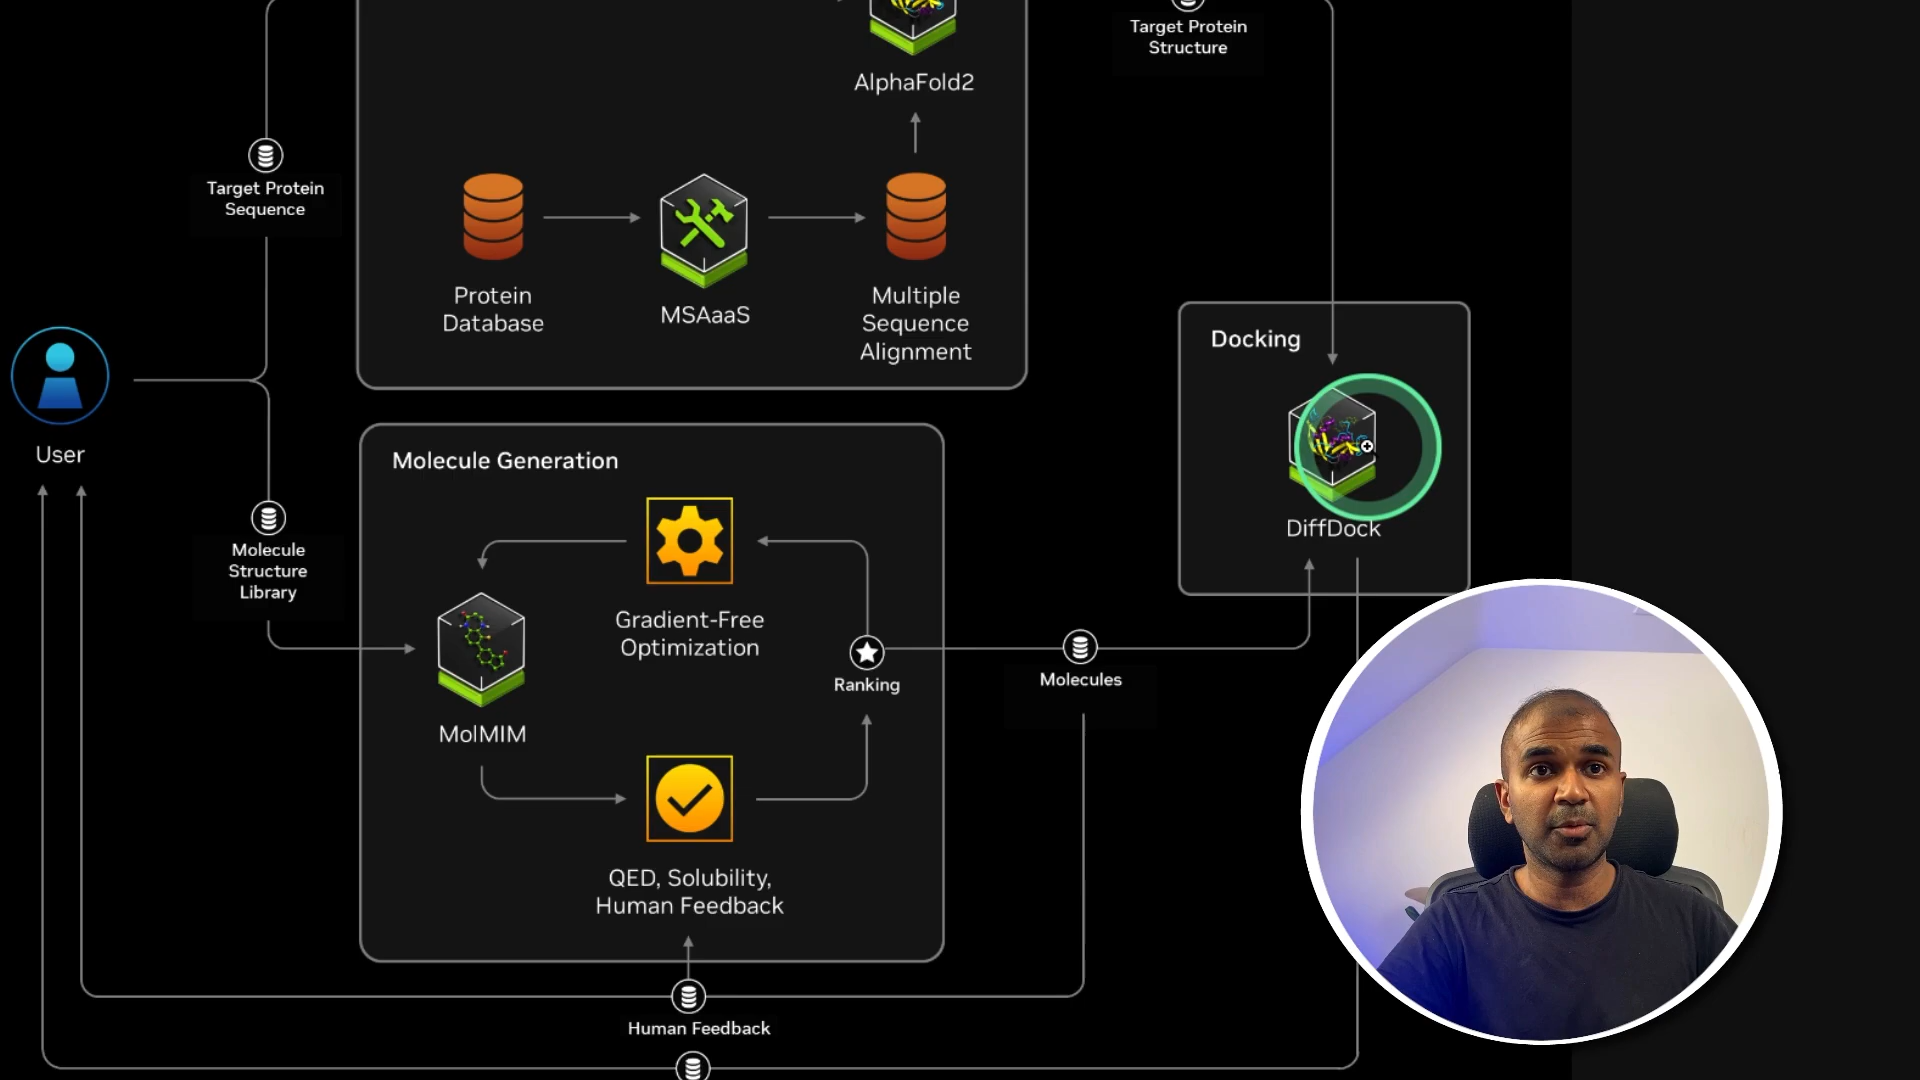 Target Protein
Structure
AlphaFold2
Target Protein
Sequence
Protein
Database
MSAaaS
Multiple
Sequence
Alignment
Docking
DiffDock
User
Molecule Generation
Molecule
Structure
Library
Gradient-Free
Optimization
Ranking
Molecules
MolMIM
QED, Solubility,
Human Feedback
Human Feedback